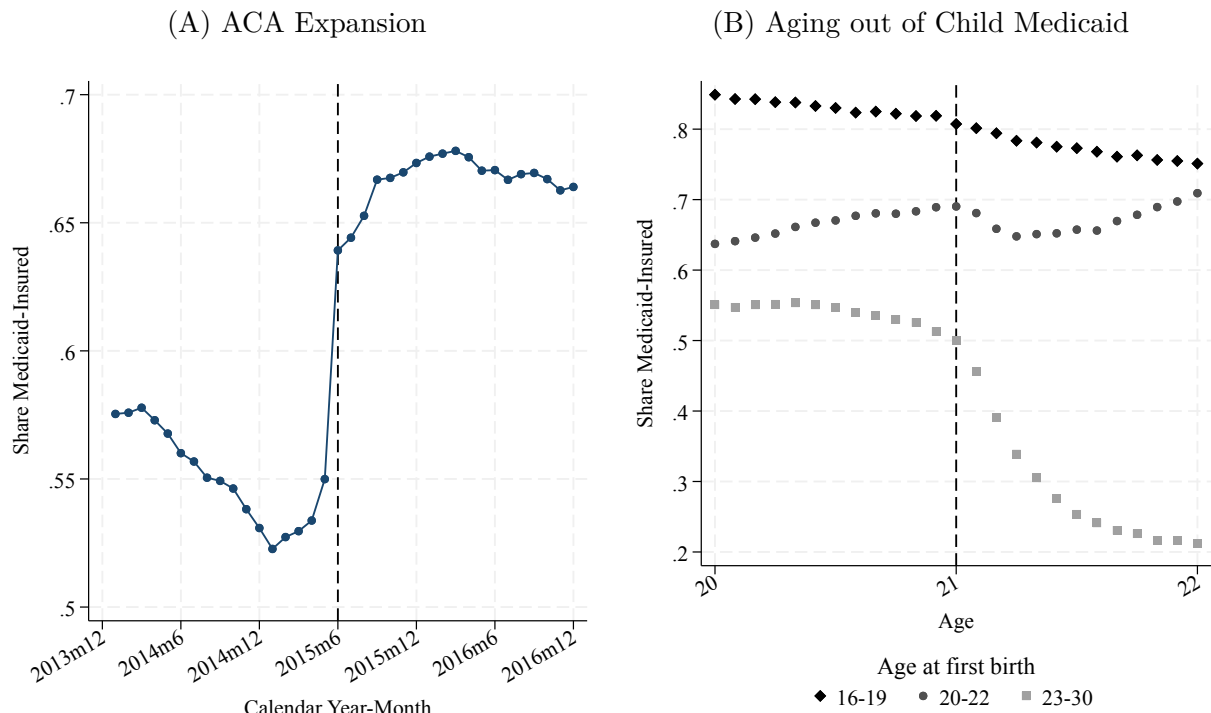 (A) ACA Expansion
(B) Aging out of Child Medicaid
Share Medicaid-Insured
.7
.65
.6
.55
.5
2013m12
2014m6
2014m12
2015m6
2015m12
2016m6
2016m12
Calendar Year-Month
Share Medicaid-Insured
.8
.7
.6
.5
.4
.3
.2
20
21
22
Age
Age at first birth
16-19
20-22
23-30